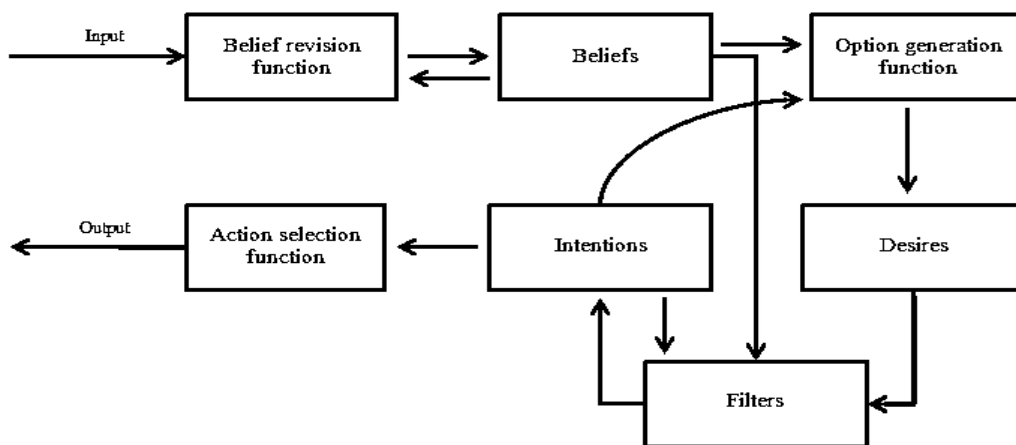 Input
Belief revision
function
Beliefs
Option generation
function
Output
Action selection
function
Intentions
Desires
Filters